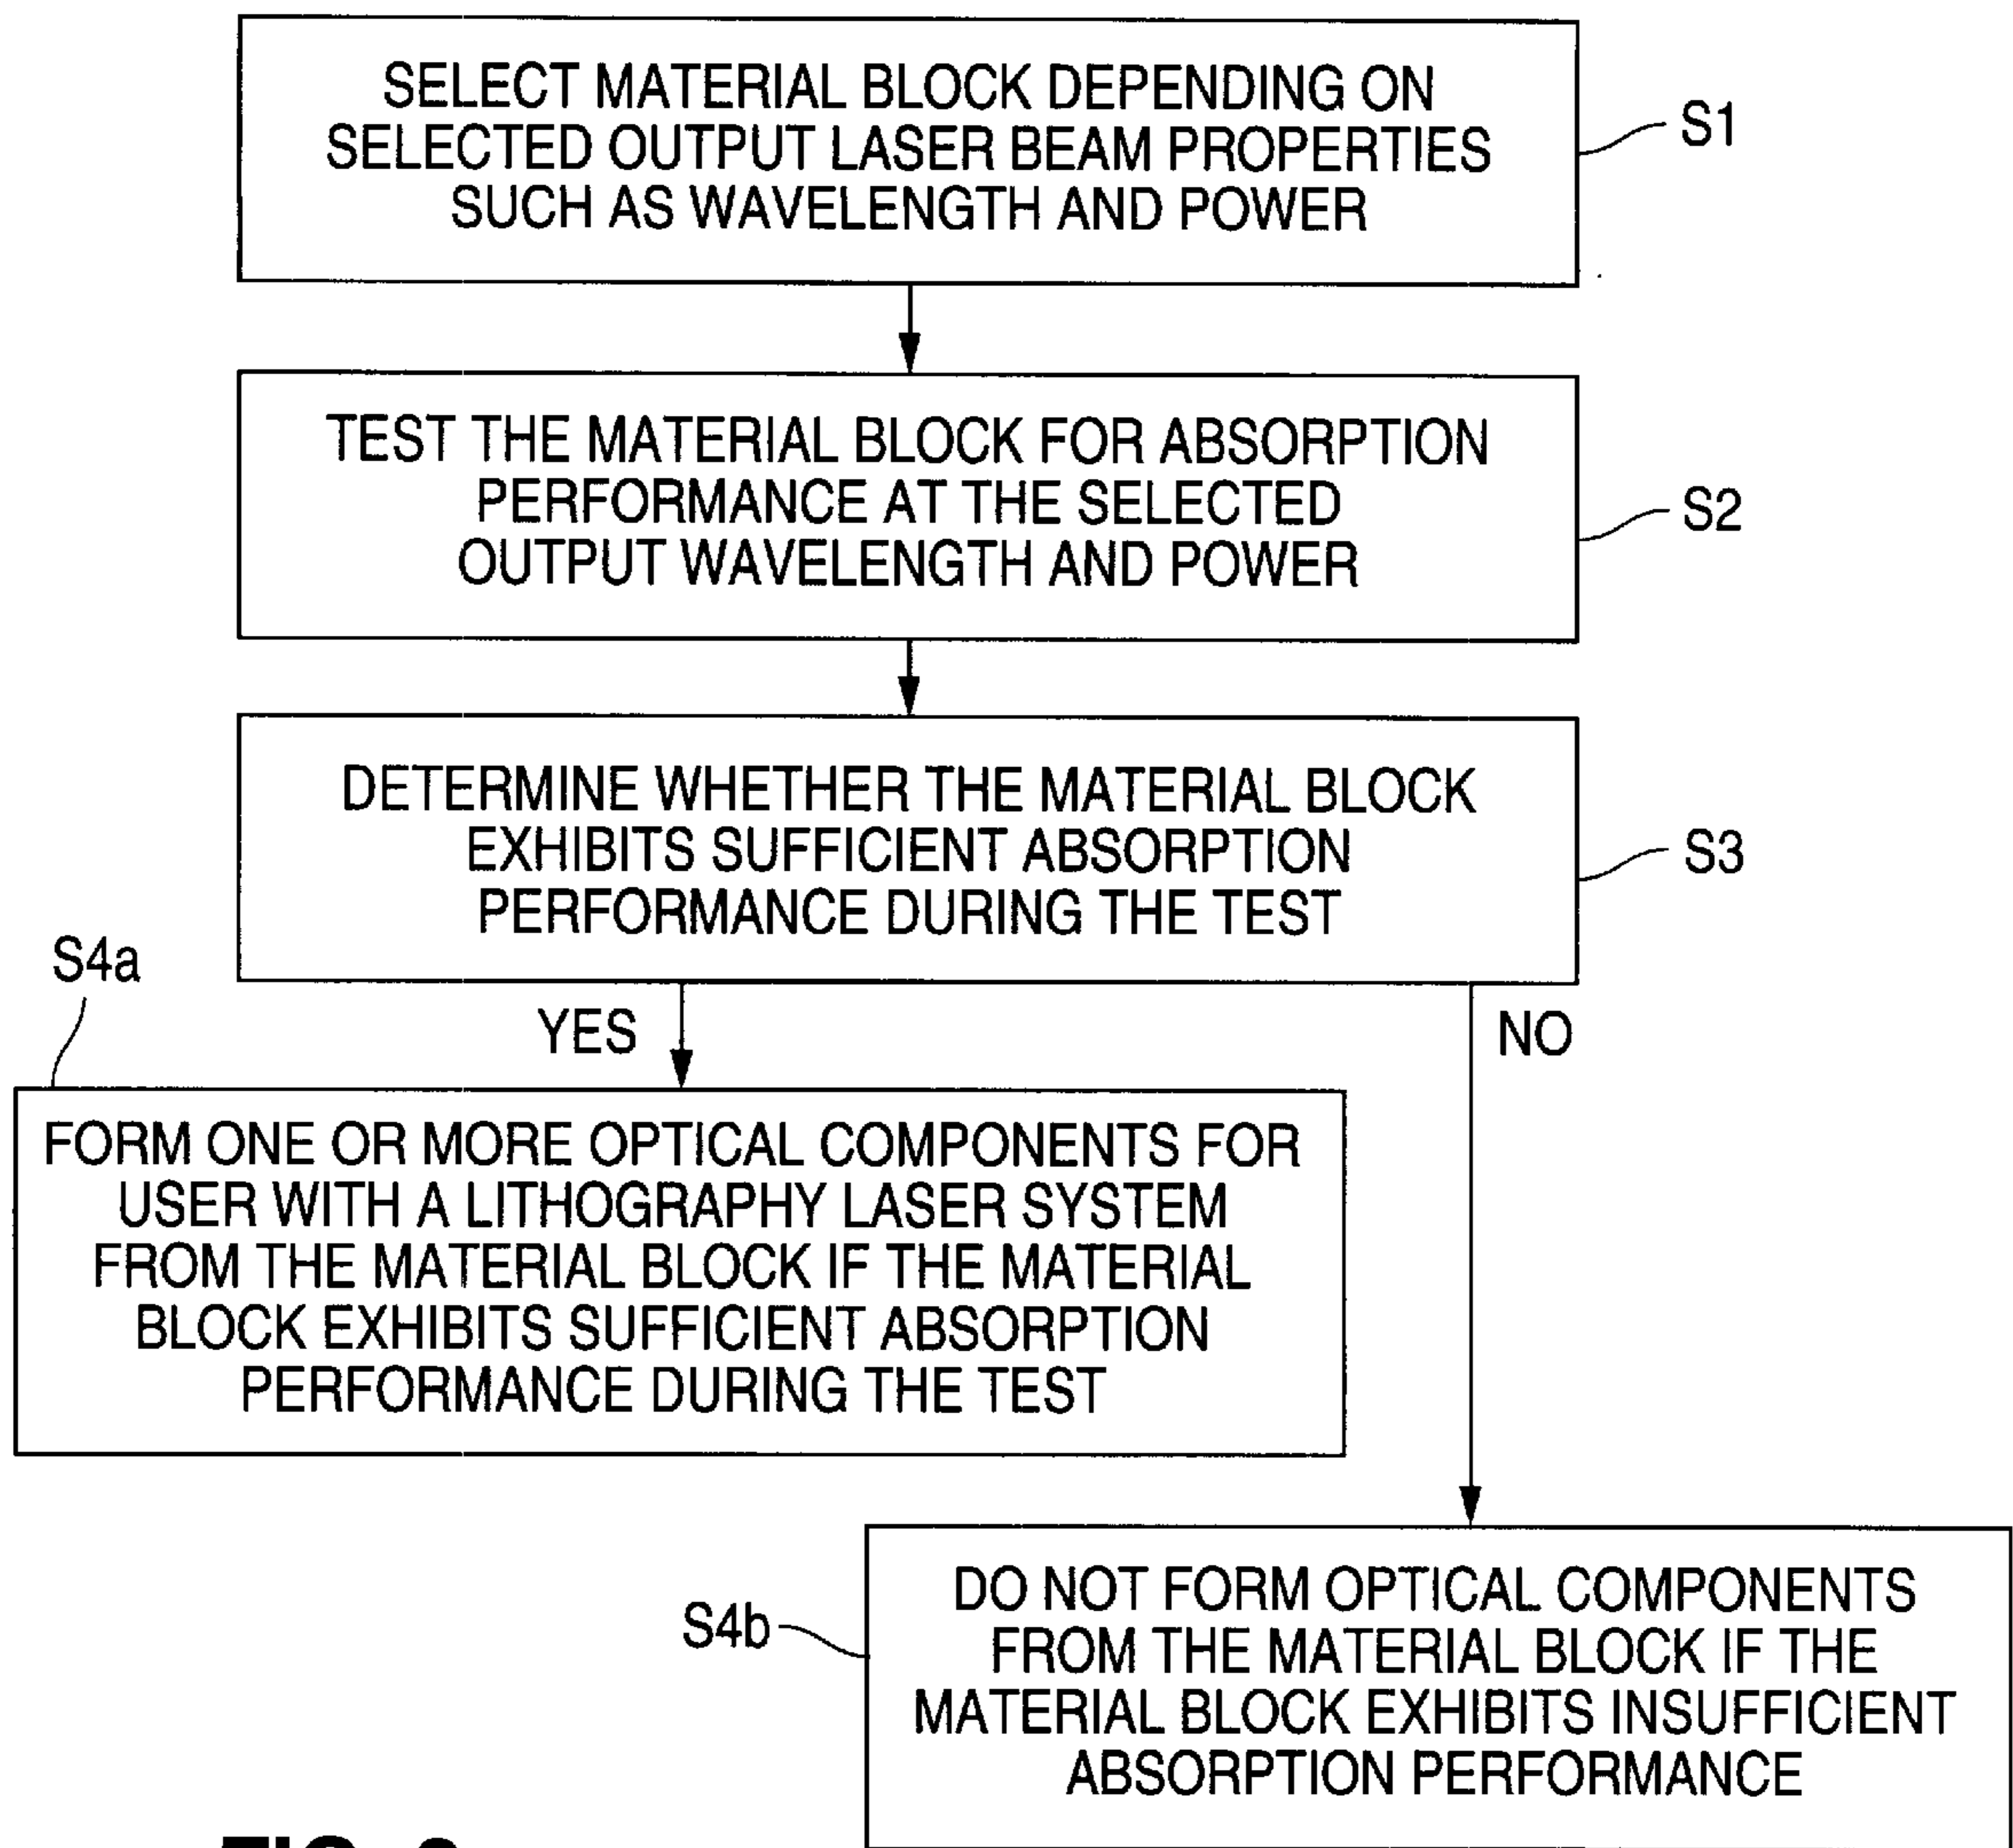 SELECT MATERIAL BLOCK DEPENDING ON
SELECTED OUTPUT LASER BEAM PROPERTIES
SUCH AS WAVELENGTH AND POWER
S1
TEST THE MATERIAL BLOCK FOR ABSORPTION
PERFORMANCE AT THE SELECTED
OUTPUT WAVELENGTH AND POWER
S2
DETERMINE WHETHER THE MATERIAL BLOCK
EXHIBITS SUFFICIENT ABSORPTION
PERFORMANCE DURING THE TEST
S3
S4a
YES
NO
FORM ONE OR MORE OPTICAL COMPONENTS FOR
USER WITH A LITHOGRAPHY LASER SYSTEM
FROM THE MATERIAL BLOCK IF THE MATERIAL
BLOCK EXHIBITS SUFFICIENT ABSORPTION
PERFORMANCE DURING THE TEST
S4b
DO NOT FORM OPTICAL COMPONENTS
FROM THE MATERIAL BLOCK IF THE
MATERIAL BLOCK EXHIBITS INSUFFICIENT
ABSORPTION PERFORMANCE